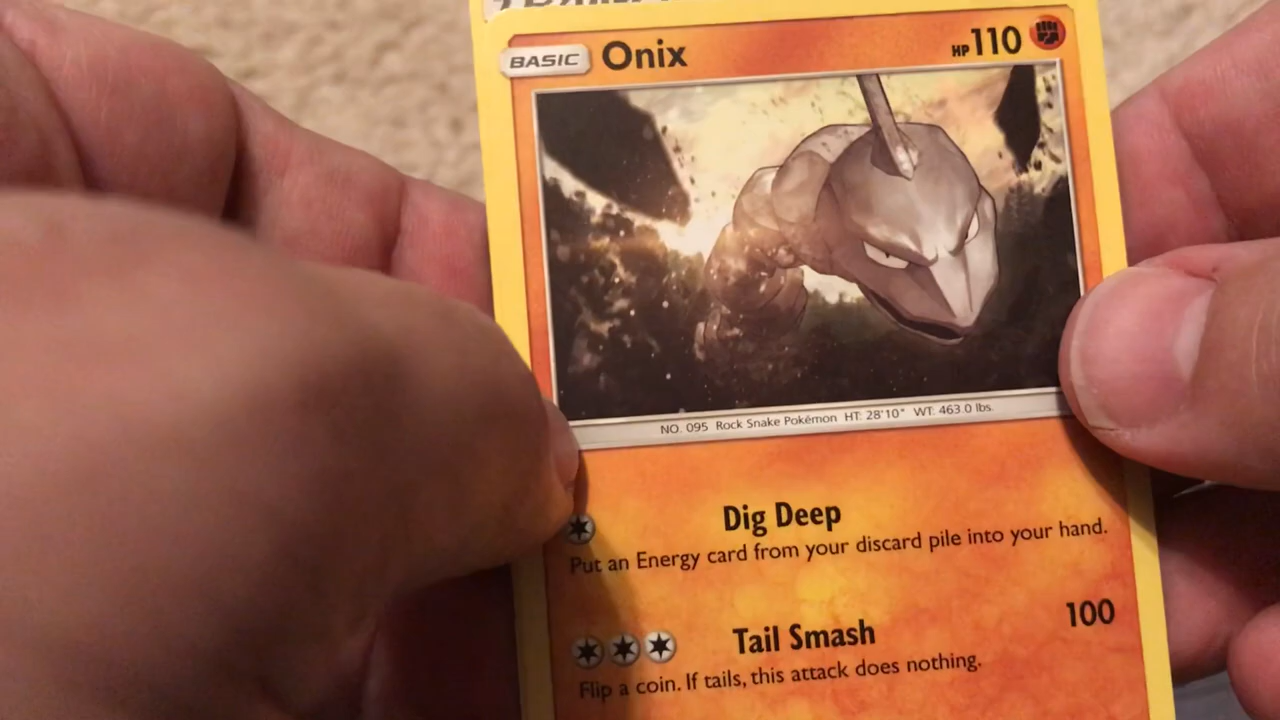 BASIC Onix HP 110
NO. 095 Rock Snake Pokémon HT: 28'10" WT: 463.0 lbs.
Dig Deep
Put an Energy card from your discard pile into your hand.
Tail Smash 100
Flip a coin. If tails, this attack does nothing.